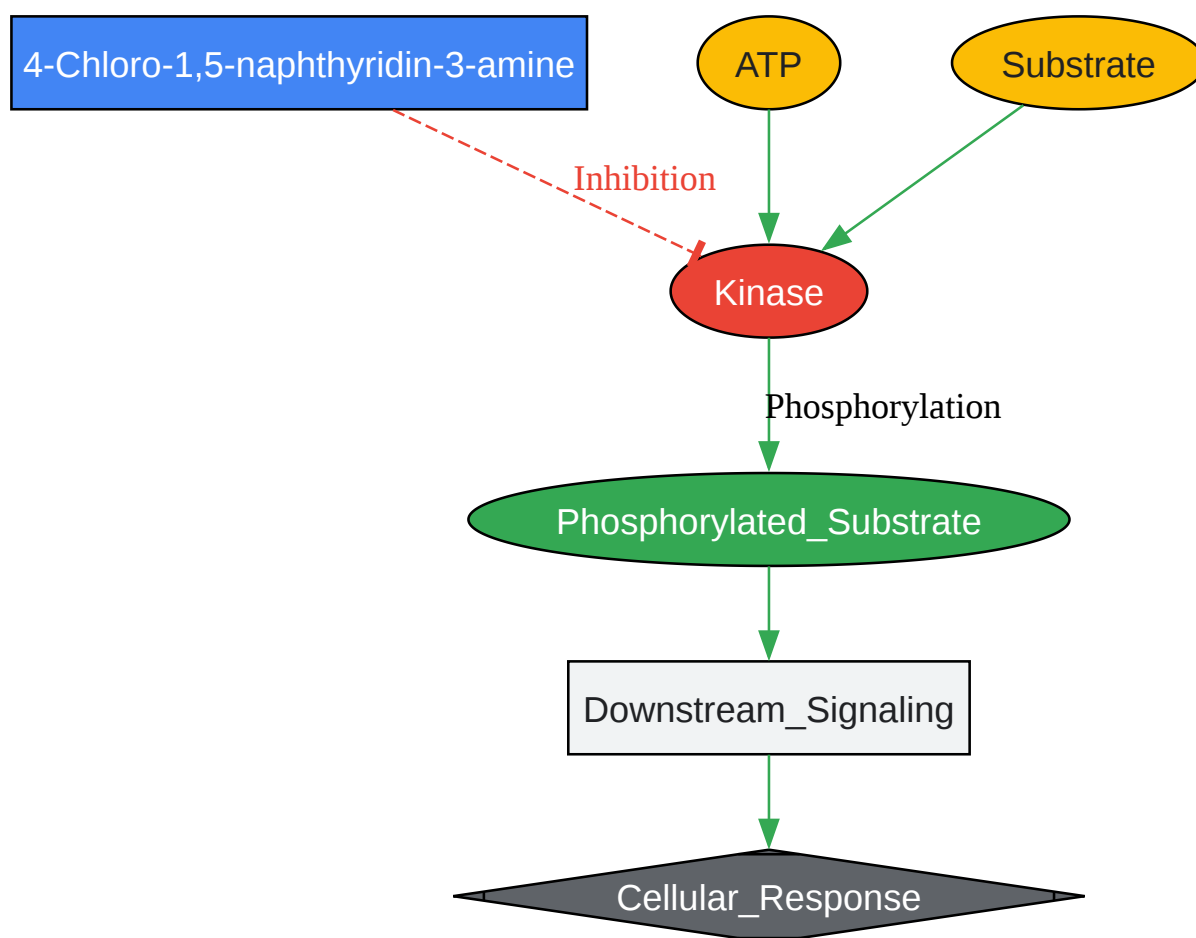 4-Chloro-1,5-naphthyridin-3-amine
ATP
Substrate
Inhibition
Kinase
Phosphorylation
Phosphorylated_Substrate
Downstream_Signaling
Cellular_Response